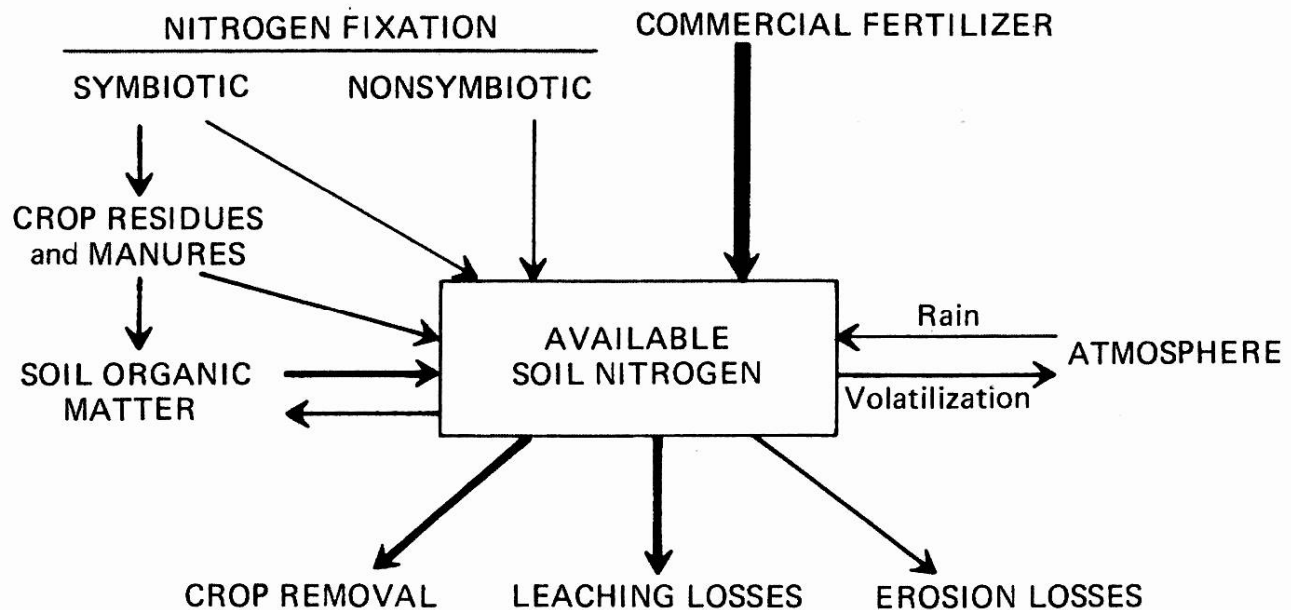 NITROGEN FIXATION
COMMERCIAL FERTILIZER
SYMBIOTIC
NONSYMBIOTIC
CROP RESIDUES
and MANURES
SOIL ORGANIC
MATTER
AVAILABLE
SOIL NITROGEN
Rain
ATMOSPHERE
Volatilization
CROP REMOVAL
LEACHING LOSSES
EROSION LOSSES